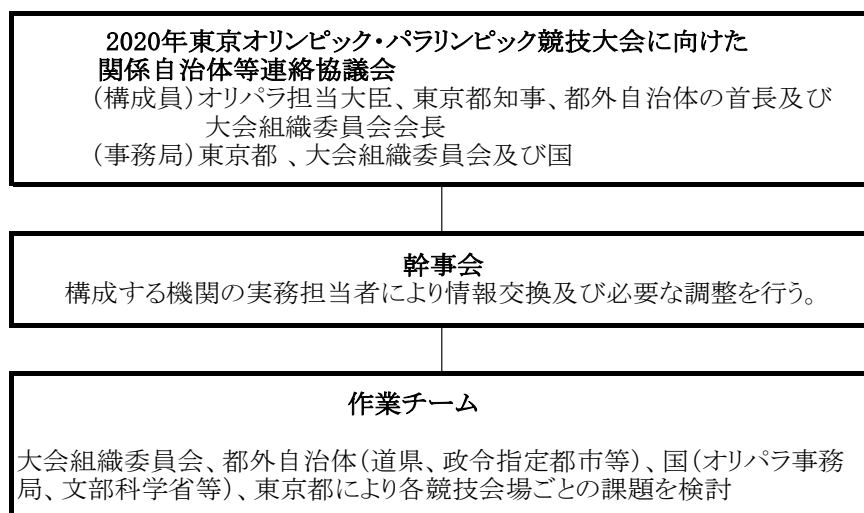 2020年東京オリンピック・パラリンピック競技大会に向けた
関係自治体等連絡協議会
(構成員)オリパラ担当大臣、東京都知事、都外自治体の首長及び
大会組織委員会会長
(事務局)東京都 、大会組織委員会及び国
幹事会
構成する機関の実務担当者により情報交換及び必要な調整を行う。
作業チーム
大会組織委員会、都外自治体(道県、政令指定都市等)、国(オリパラ事務
局、文部科学省等)、東京都により各競技会場ごとの課題を検討